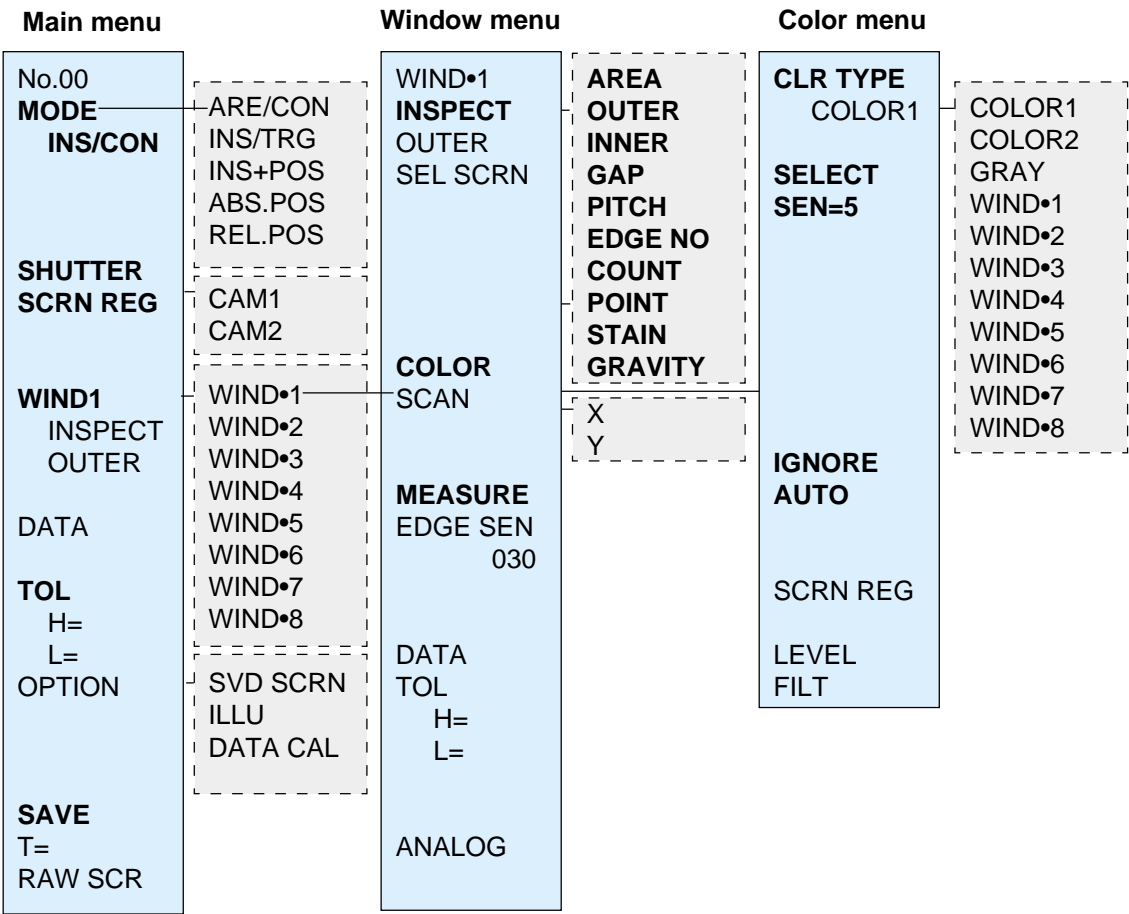 Main menu
No.00
MODE
INS/CON
SHUTTER
SCRN REG
WIND1
INSPECT
OUTER
DATA
TOL
H=
L=
OPTION
SAVE
T=
RAW SCR
ARE/CON
INS/TRG
INS+POS
ABS.POS
REL.POS
CAM1
CAM2
WIND•1
WIND•2
WIND•3
WIND•4
WIND•5
WIND•6
WIND•7
WIND•8
SVD SCRN
ILLU
DATA CAL
Window menu
WIND•1
INSPECT
OUTER
SEL SCRN
COLOR
SCAN
MEASURE
EDGE SEN
030
DATA
TOL
H=
L=
ANALOG
AREA
OUTER
INNER
GAP
PITCH
EDGE NO
COUNT
POINT
STAIN
GRAVITY
X
Y
Color menu
CLR TYPE
COLOR1
SELECT
SEN=5
IGNORE
AUTO
SCRN REG
LEVEL
FILT
COLOR1
COLOR2
GRAY
WIND•1
WIND•2
WIND•3
WIND•4
WIND•5
WIND•6
WIND•7
WIND•8